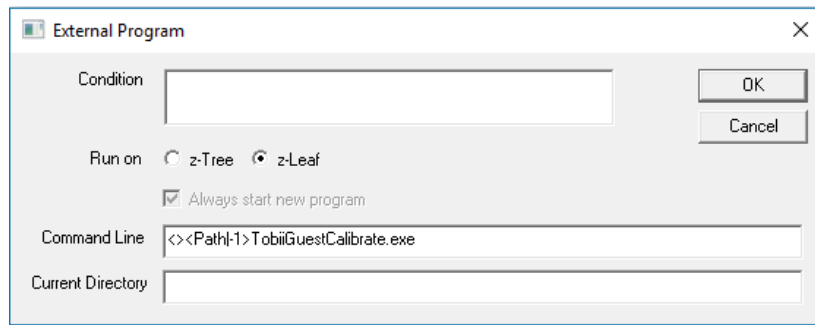 External Program
Condition
OK
Cancel
Run on z-Tree z-Leaf
Always start new program
Command Line <><Path|-1>TobiiGuestCalibrate.exe
Current Directory